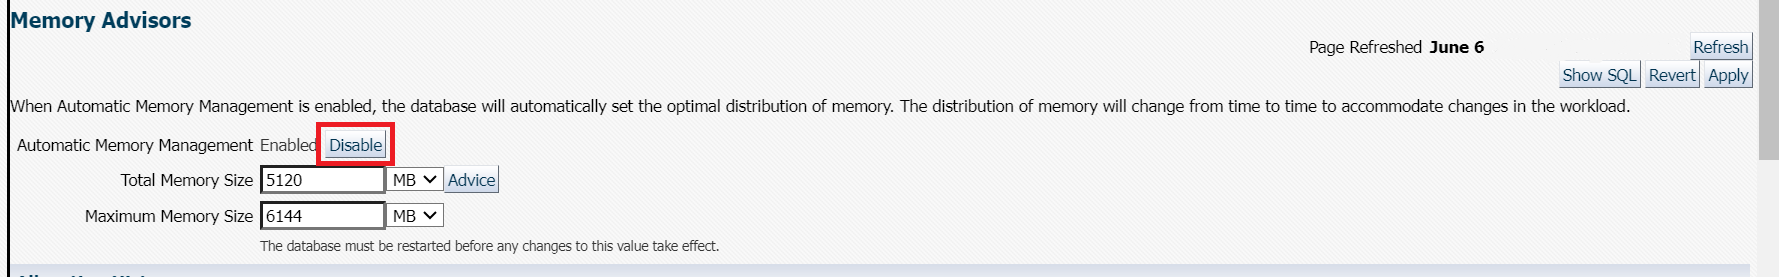 Memory Advisors
Page Refreshed June 6 Refresh
Show SQL Revert Apply
When Automatic Memory Management is enabled, the database will automatically set the optimal distribution of memory. The distribution of memory will change from time to time to accommodate changes in the workload.
Automatic Memory Management Enabled Disable
Total Memory Size 5120 MB Advice
Maximum Memory Size 6144 MB
The database must be restarted before any changes to this value take effect.